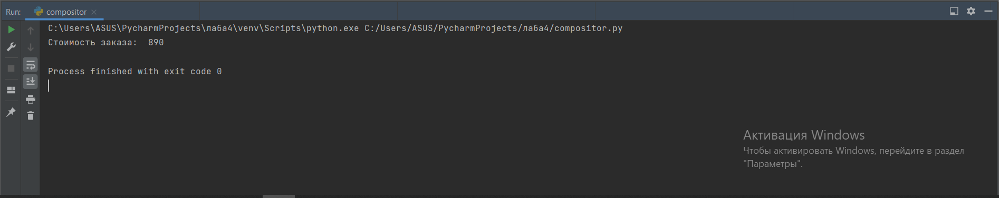 Run: compositor
C:\Users\ASUS\PycharmProjects\лаба4\venv\Scripts\python.exe C:/Users/ASUS/PycharmProjects/лаба4/compositor.py
Стоимость заказа:  890
Process finished with exit code 0
Активация Windows
Чтобы активировать Windows, перейдите в раздел
"Параметры".